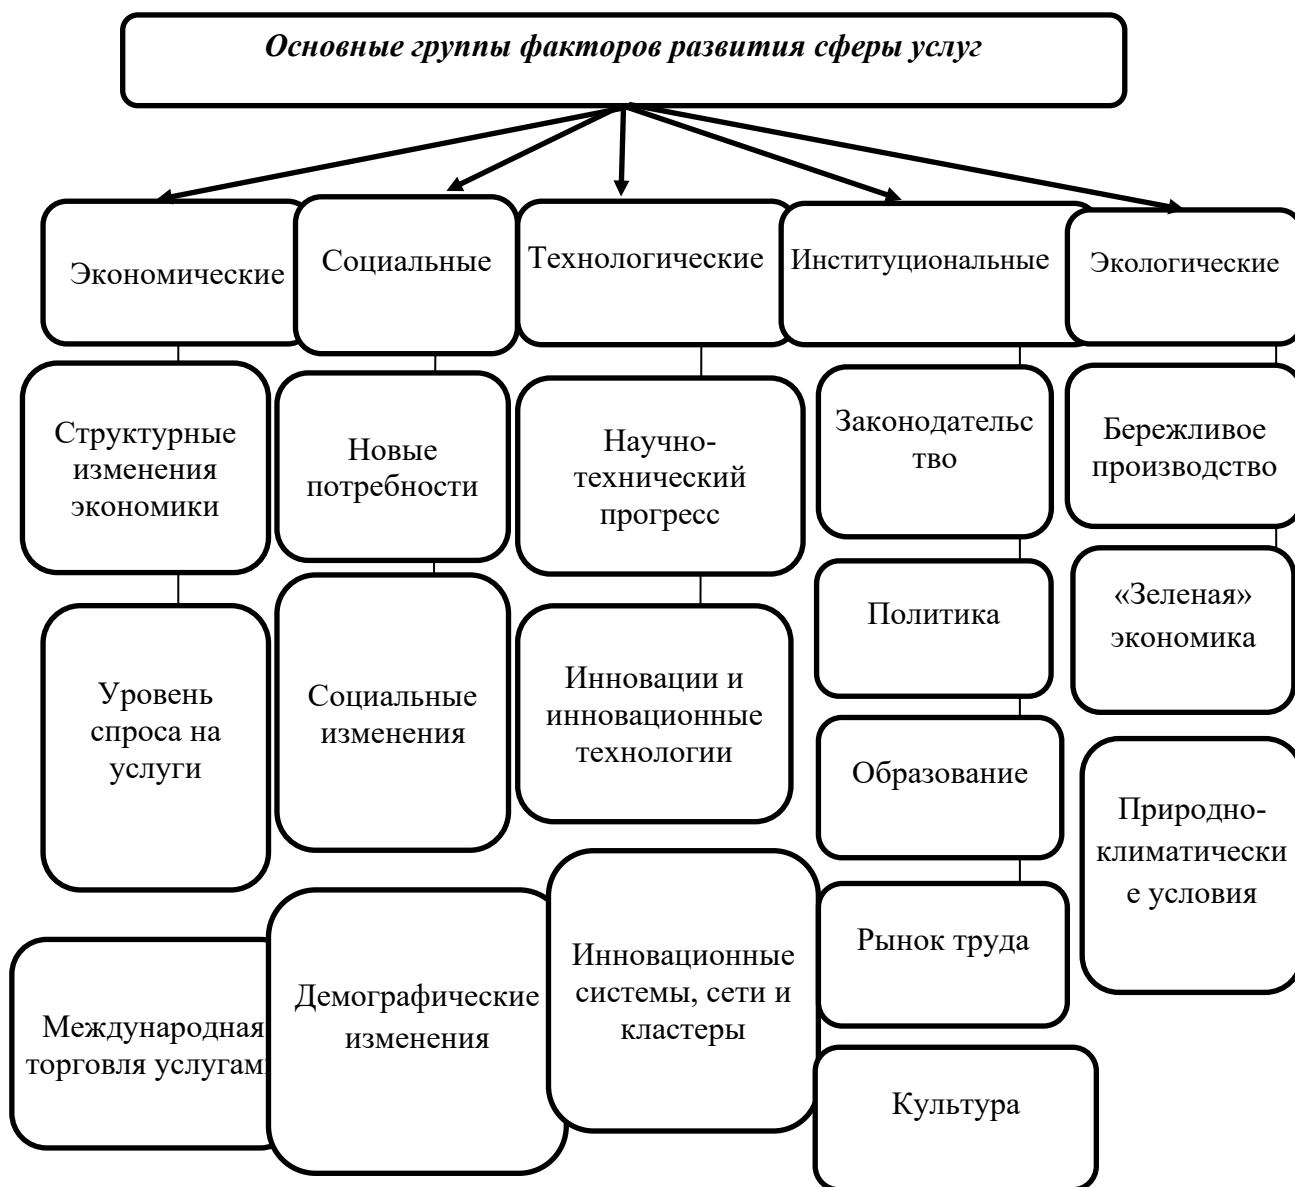 Основные группы факторов развития сферы услуг
Экономические
Социальные
Технологические
Институциональные
Экологические
Структурные
изменения
экономики
Уровень
спроса на
услуги
Международная
торговля услугами
Новые
потребности
Социальные
изменения
Демографические
изменения
Научно-
технический
прогресс
Инновации и
инновационные
технологии
Инновационные
системы, сети и
кластеры
Законодательс
тво
Политика
Образование
Рынок труда
Культура
Бережливое
производство
«Зеленая»
экономика
Природно-
климатически
е условия